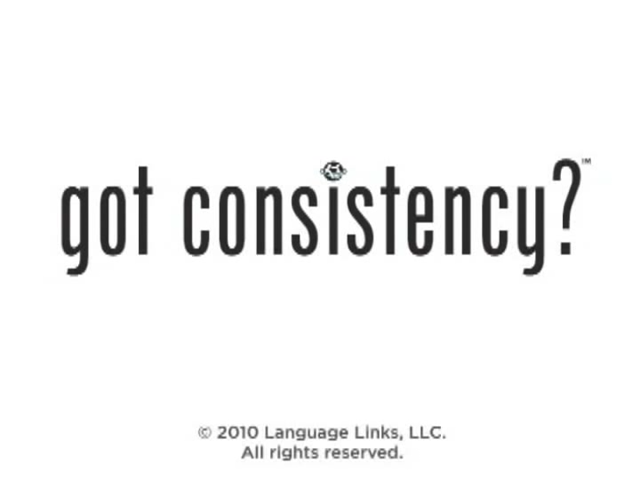 got consistency?™
© 2010 Language Links, LLC.
All rights reserved.